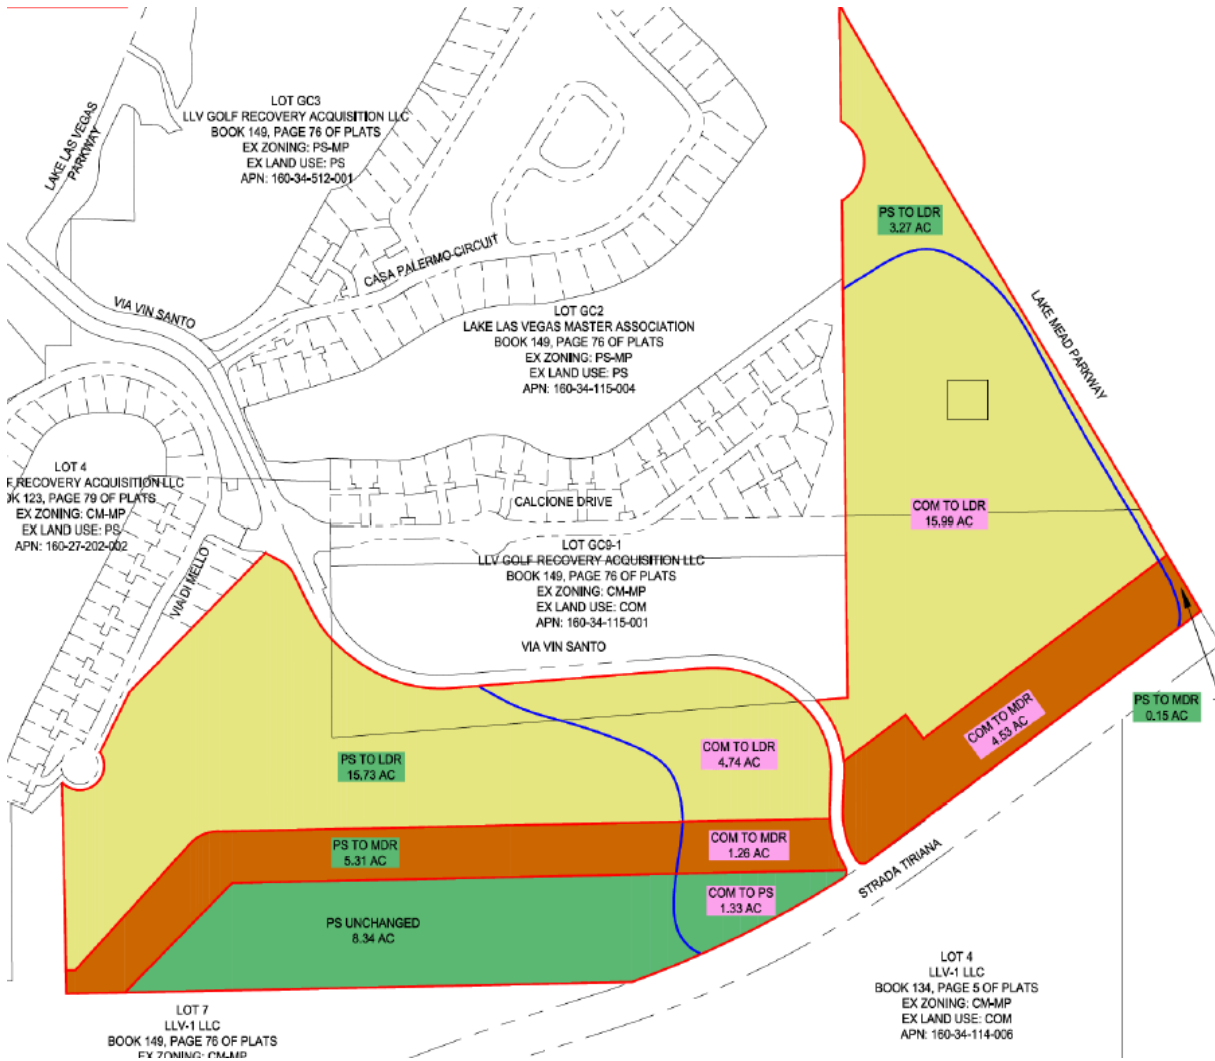 LAKE LAS VEGAS
PARKWAY
LOT GC3
LLV GOLF RECOVERY ACQUISITION LLC
BOOK 149, PAGE 76 OF PLATS
EX ZONING: PS-MP
EX LAND USE: PS
APN: 160-34-512-001
CASA PALERMO CIRCUIT
VIA VIN SANTO
PS TO LDR
3.27 AC
LOT GC2
LAKE LAS VEGAS MASTER ASSOCIATION
BOOK 149, PAGE 76 OF PLATS
EX ZONING: PS-MP
EX LAND USE: PS
APN: 160-34-115-004
LAKE MEAD PARKWAY
LOT 4
F RECOVERY ACQUISITION LLC
OK 123, PAGE 79 OF PLATS
EX ZONING: CM-MP
EX LAND USE: PS
APN: 160-27-202-002
CALCIONE DRIVE
COM TO LDR
15.99 AC
LOT GC9-1
LLV GOLF RECOVERY ACQUISITION LLC
BOOK 149, PAGE 76 OF PLATS
EX ZONING: CM-MP
EX LAND USE: COM
APN: 160-34-115-001
VIA DI MELLO
VIA VIN SANTO
PS TO MDR
0.15 AC
COM TO MDR
4.53 AC
PS TO LDR
15.73 AC
COM TO LDR
4.74 AC
PS TO MDR
5.31 AC
COM TO MDR
1.26 AC
STRADA TIRIANA
PS UNCHANGED
8.34 AC
COM TO PS
1.33 AC
LOT 4
LLV-1 LLC
BOOK 134, PAGE 5 OF PLATS
EX ZONING: CM-MP
EX LAND USE: COM
APN: 160-34-114-006
LOT 7
LLV-1 LLC
BOOK 149, PAGE 76 OF PLATS
EX ZONING: CM-MP